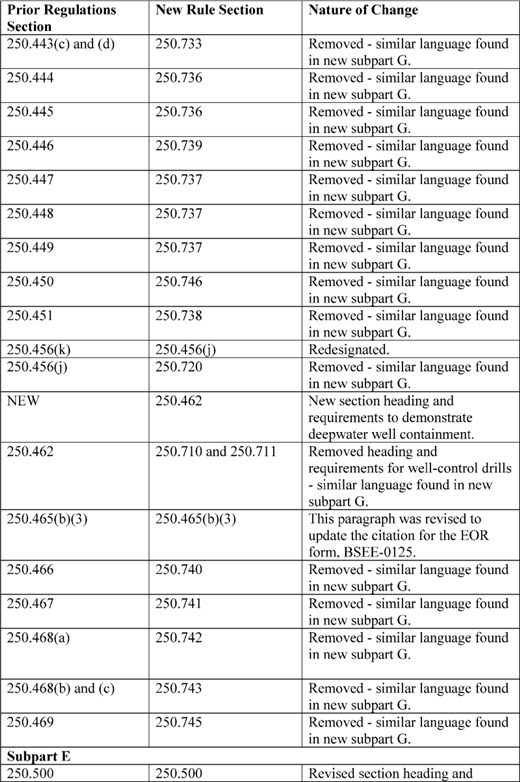 Prior Regulations New Rule Section Nature of Change
Section
250.443(c) and (d) 250.733 Removed - similar language found
in new subpart G.
250.444 250.736 Removed - similar language found
in new subpart G.
250.445 250.736 Removed - similar language found
in new subpart G.
250.446 250.739 Removed - similar language found
in new subpart G.
250.447 250.737 Removed - similar language found
in new subpart G.
250.448 250.737 Removed - similar language found
in new subpart G.
250.449 250.737 Removed - similar language found
in new subpart G.
250.450 250.746 Removed - similar language found
in new subpart G.
250.451 250.738 Removed - similar language found
in new subpart G.
250.456(k) 250.456(j) Redesignated.
250.456(j) 250.720 Removed - similar language found
in new subpart G.
NEW 250.462 New section heading and
requirements to demonstrate
deepwater well containment.
250.462 250.710 and 250.711 Removed heading and
requirements for well-control drills
- similar language found in new
subpart G.
250.465(b)(3) 250.465(b)(3) This paragraph was revised to
update the citation for the EOR
form, BSEE-0125.
250.466 250.740 Removed - similar language found
in new subpart G.
250.467 250.741 Removed - similar language found
in new subpart G.
250.468(a) 250.742 Removed - similar language found
in new subpart G.
250.468(b) and (c) 250.743 Removed - similar language found
in new subpart G.
250.469 250.745 Removed - similar language found
in new subpart G.
Subpart E
250.500 250.500 Revised section heading and